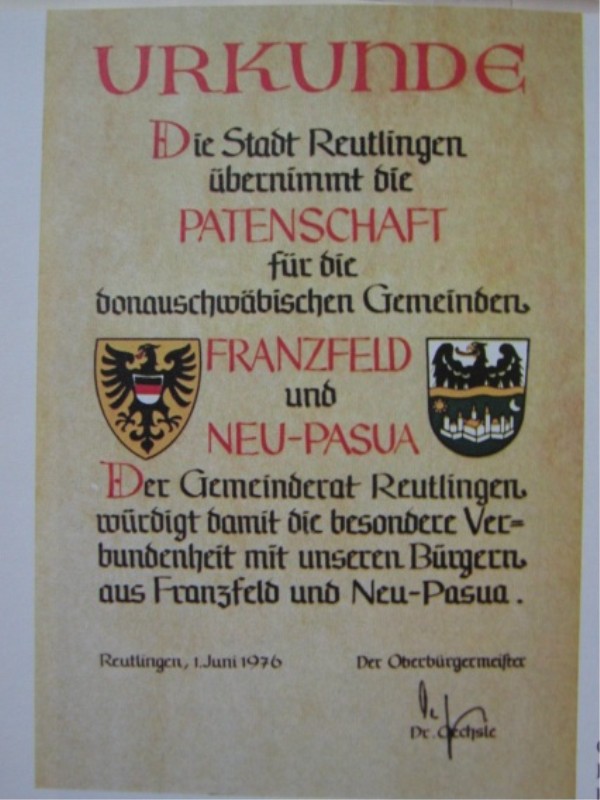 URKUNDE
Die Stadt Reutlingen
übernimmt die
PATENSCHAFT
für die
donauschwäbischen Gemeinden
FRANZFELD
und
NEU-PASUA
Der Gemeinderat Reutlingen
würdigt damit die besondere Ver=
bundenheit mit unseren Bürgern
aus Franzfeld und Neu-Pasua.
Reutlingen, 1. Juni 1976 Der Oberbürgermeister
Dr. Oechsle